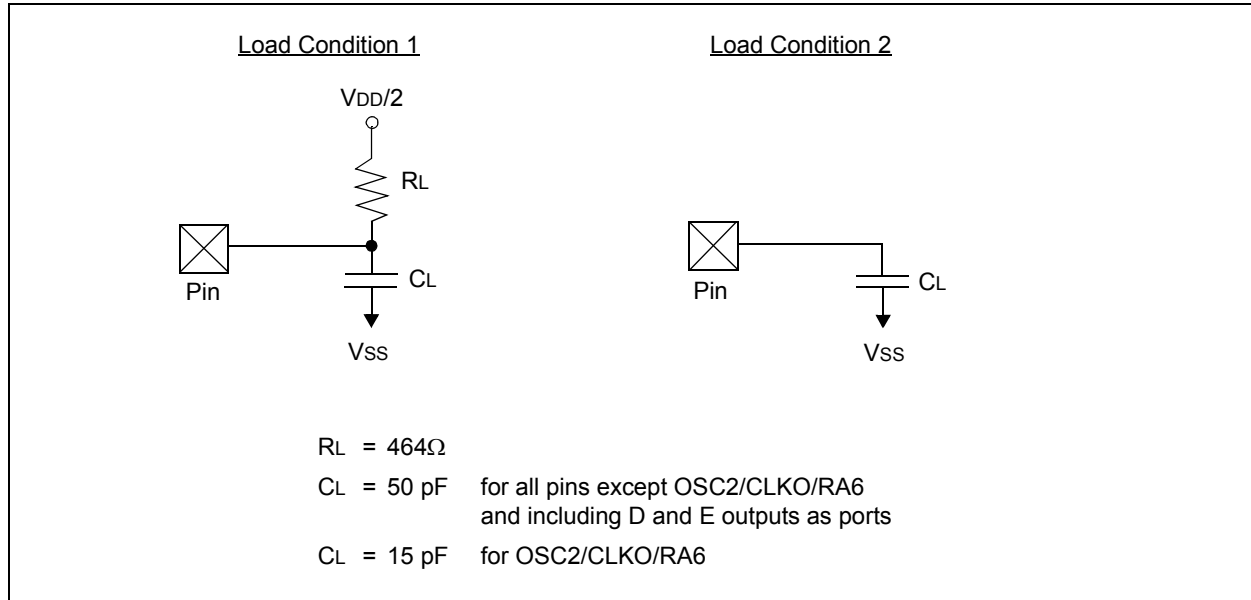 Load Condition 1
Load Condition 2
VDD/2
RL
Pin
CL
VSS
Pin
CL
VSS
RL = 464Ω
CL = 50 pF for all pins except OSC2/CLKO/RA6
and including D and E outputs as ports
CL = 15 pF for OSC2/CLKO/RA6